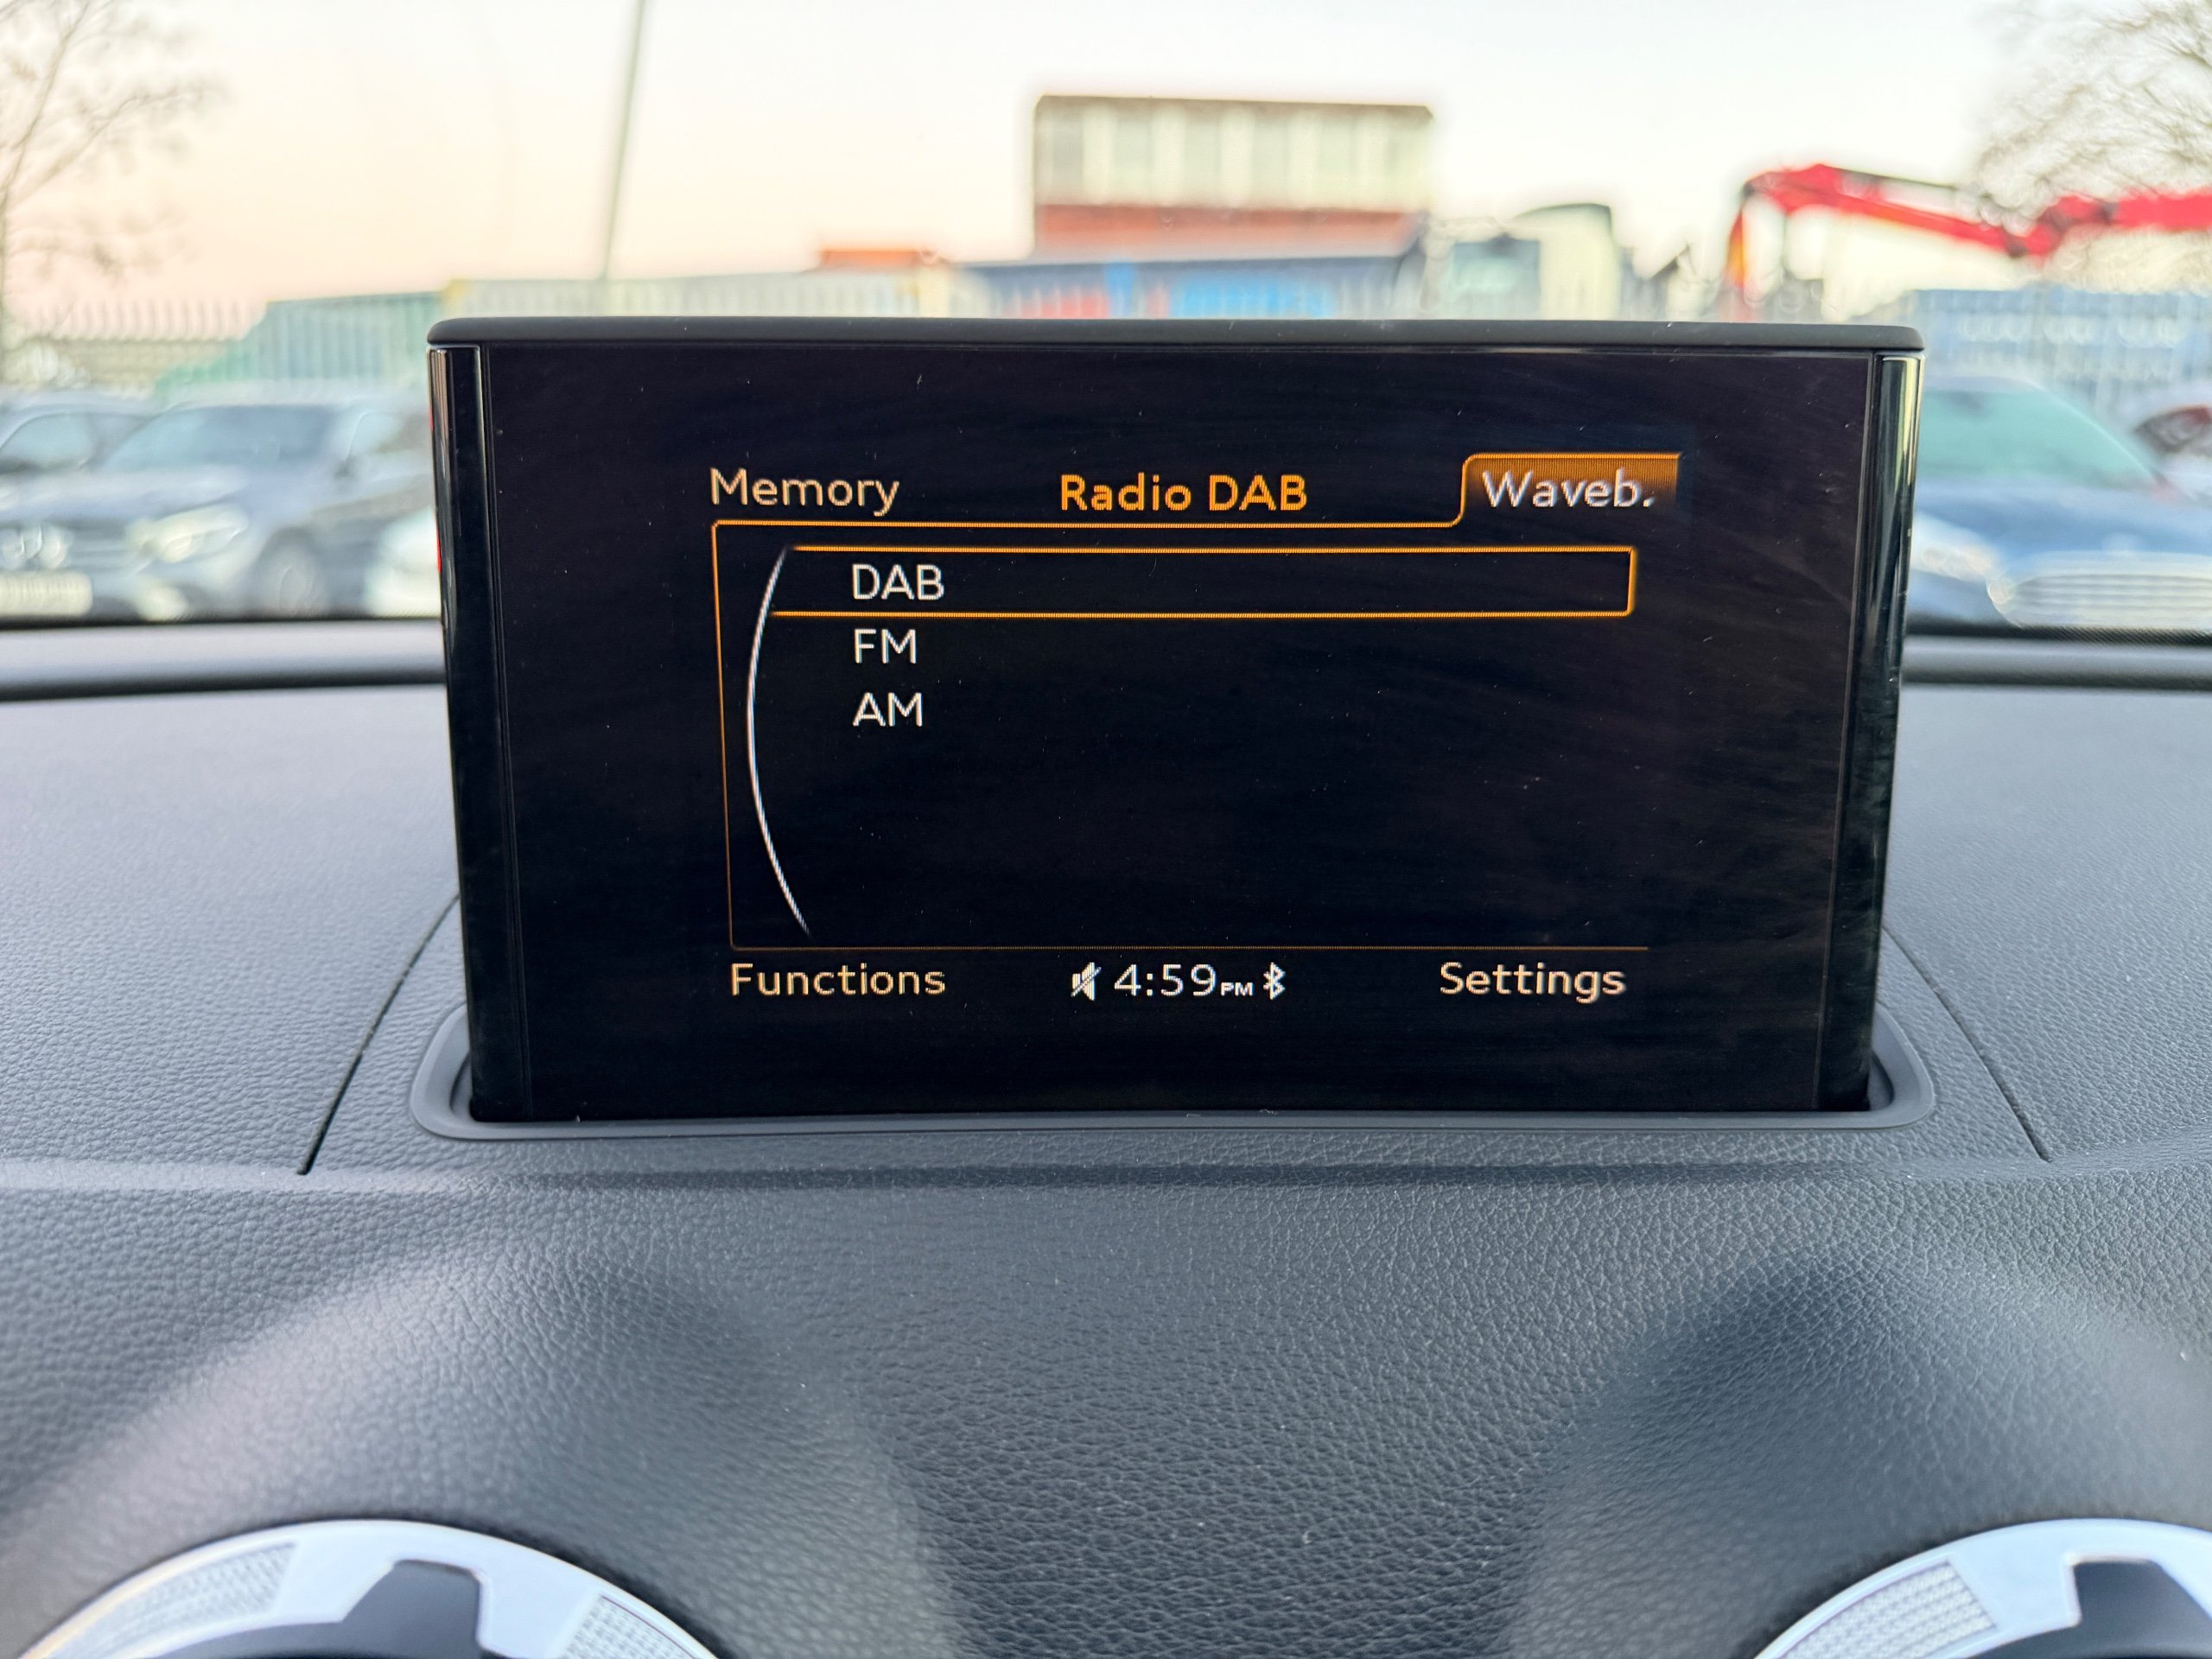 Memory Radio DAB Waveb.
DAB
FM
AM
Functions 4:59PM Settings